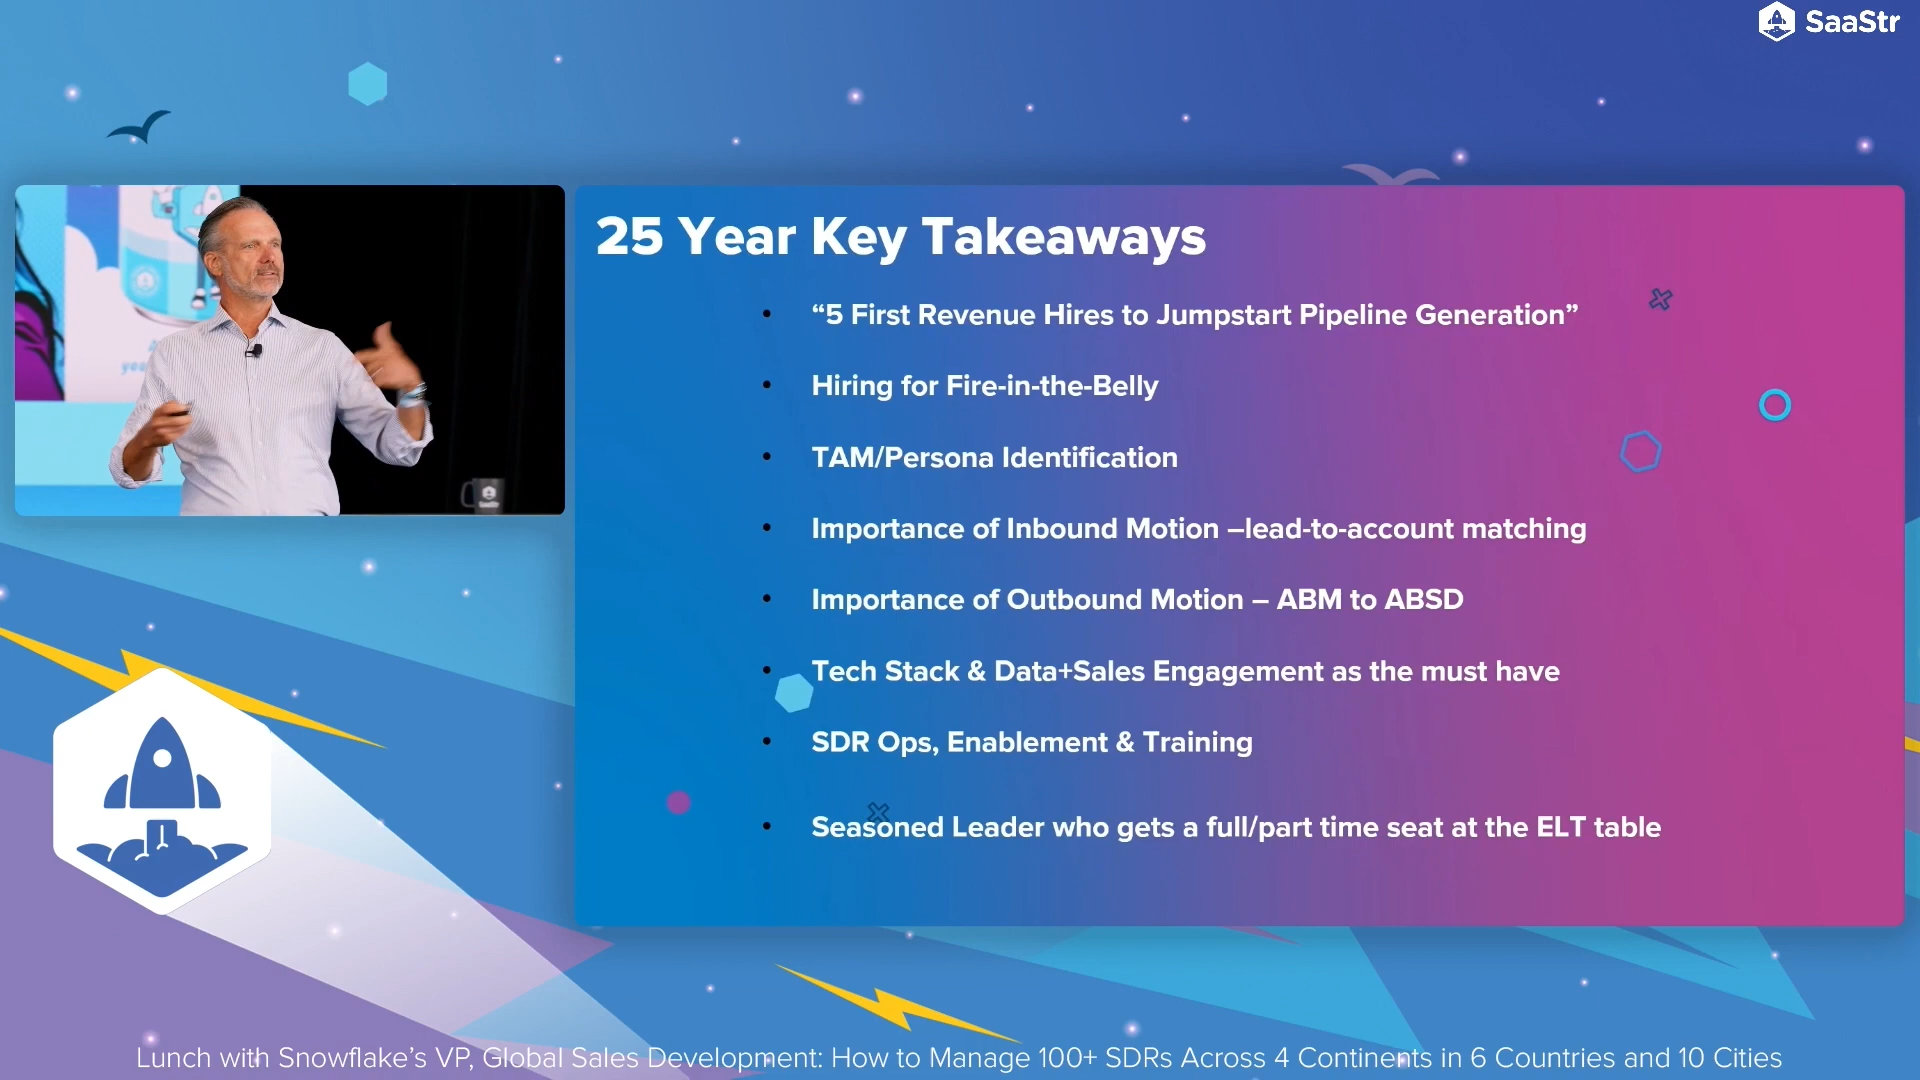 SaaStr
25 Year Key Takeaways
• “5 First Revenue Hires to Jumpstart Pipeline Generation”
• Hiring for Fire-in-the-Belly
• TAM/Persona Identification
• Importance of Inbound Motion –lead-to-account matching
• Importance of Outbound Motion – ABM to ABSD
• Tech Stack & Data+Sales Engagement as the must have
• SDR Ops, Enablement & Training
• Seasoned Leader who gets a full/part time seat at the ELT table
Lunch with Snowflake’s VP, Global Sales Development: How to Manage 100+ SDRs Across 4 Continents in 6 Countries and 10 Cities